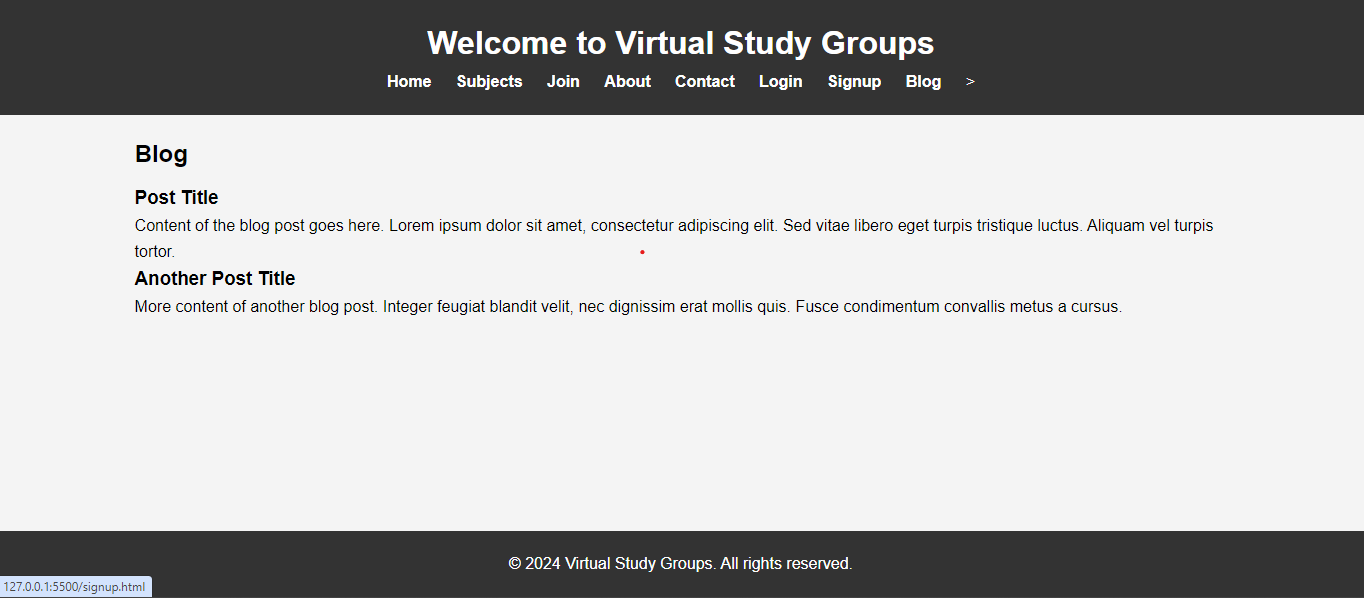 Welcome to Virtual Study Groups
Home Subjects Join About Contact Login Signup Blog >
Blog
Post Title
Content of the blog post goes here. Lorem ipsum dolor sit amet, consectetur adipiscing elit. Sed vitae libero eget turpis tristique luctus. Aliquam vel turpis
tortor.
Another Post Title
More content of another blog post. Integer feugiat blandit velit, nec dignissim erat mollis quis. Fusce condimentum convallis metus a cursus.
© 2024 Virtual Study Groups. All rights reserved.
127.0.0.1:5500/signup.html